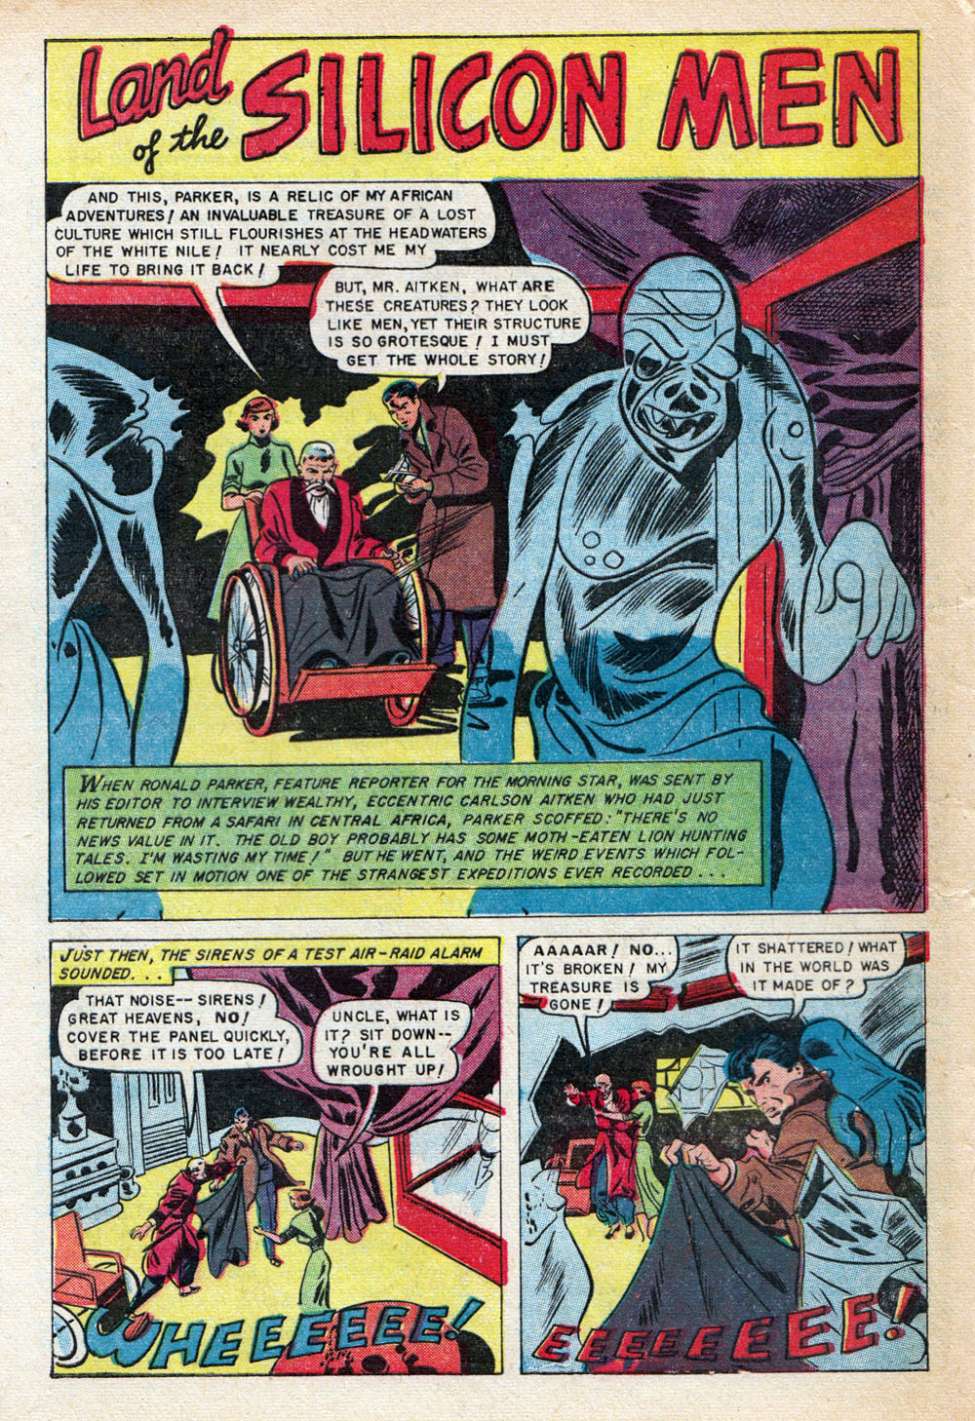 Land
of the
SILICON MEN
AND THIS, PARKER, IS A RELIC OF MY AFRICAN
ADVENTURES! AN INVALUABLE TREASURE OF A LOST
CULTURE WHICH STILL FLOURISHES AT THE HEADWATERS
OF THE WHITE NILE! IT NEARLY COST ME MY
LIFE TO BRING IT BACK!
BUT, MR. AITKEN, WHAT ARE
THESE CREATURES? THEY LOOK
LIKE MEN, YET THEIR STRUCTURE
IS SO GROTESQUE! I MUST
GET THE WHOLE STORY!
WHEN RONALD PARKER, FEATURE REPORTER FOR THE MORNING STAR, WAS SENT BY
HIS EDITOR TO INTERVIEW WEALTHY, ECCENTRIC CARLSON AITKEN WHO HAD JUST
RETURNED FROM A SAFARI IN CENTRAL AFRICA, PARKER SCOFFED: "THERE'S NO
NEWS VALUE IN IT. THE OLD BOY PROBABLY HAS SOME MOTH-EATEN LION HUNTING
TALES. I'M WASTING MY TIME!" BUT HE WENT, AND THE WEIRD EVENTS WHICH FOL-
LOWED SET IN MOTION ONE OF THE STRANGEST EXPEDITIONS EVER RECORDED . . .
JUST THEN, THE SIRENS OF A TEST AIR-RAID ALARM
SOUNDED. . .
THAT NOISE-- SIRENS!
GREAT HEAVENS, NO!
COVER THE PANEL QUICKLY,
BEFORE IT IS TOO LATE!
UNCLE, WHAT IS
IT? SIT DOWN--
YOU'RE ALL
WROUGHT UP!
WHEEEEEEE!
AAAAAR! NO...
IT'S BROKEN! MY
TREASURE IS
GONE!
IT SHATTERED! WHAT
IN THE WORLD WAS
IT MADE OF?
EEEEEEEEE!